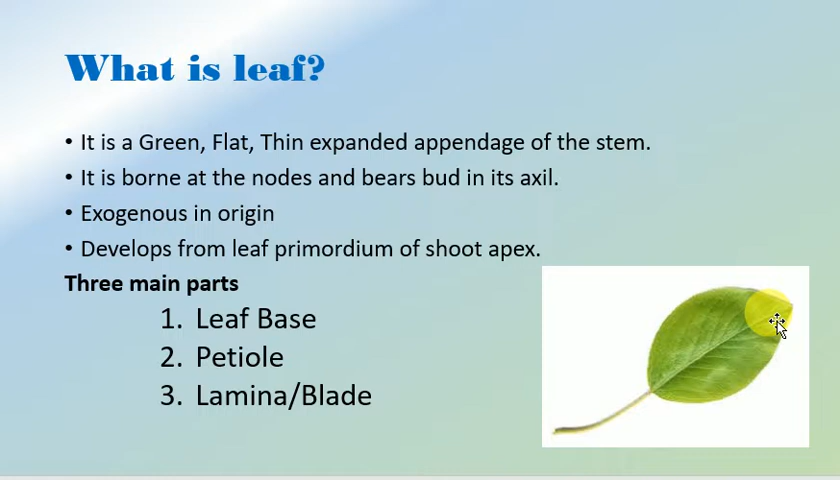 What is leaf?
• It is a Green, Flat, Thin expanded appendage of the stem.
• It is borne at the nodes and bears bud in its axil.
• Exogenous in origin
• Develops from leaf primordium of shoot apex.
Three main parts
1. Leaf Base
2. Petiole
3. Lamina/Blade